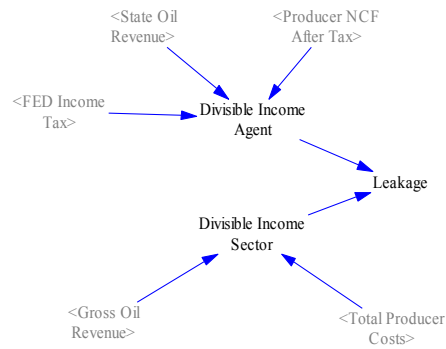 <State Oil
Revenue>
<Producer NCF
After Tax>
<FED Income
Tax>
Divisible Income
Agent
Leakage
Divisible Income
Sector
<Gross Oil
Revenue>
<Total Producer
Costs>